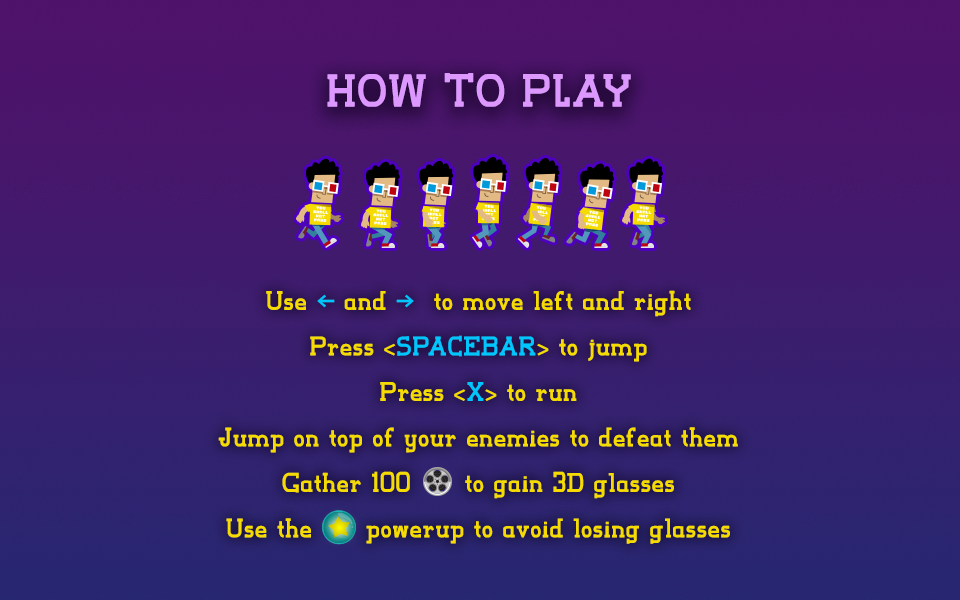 HOW TO PLAY
Use ← and → to move left and right
Press <SPACEBAR> to jump
Press <X> to run
Jump on top of your enemies to defeat them
Gather 100 to gain 3D glasses
Use the powerup to avoid losing glasses